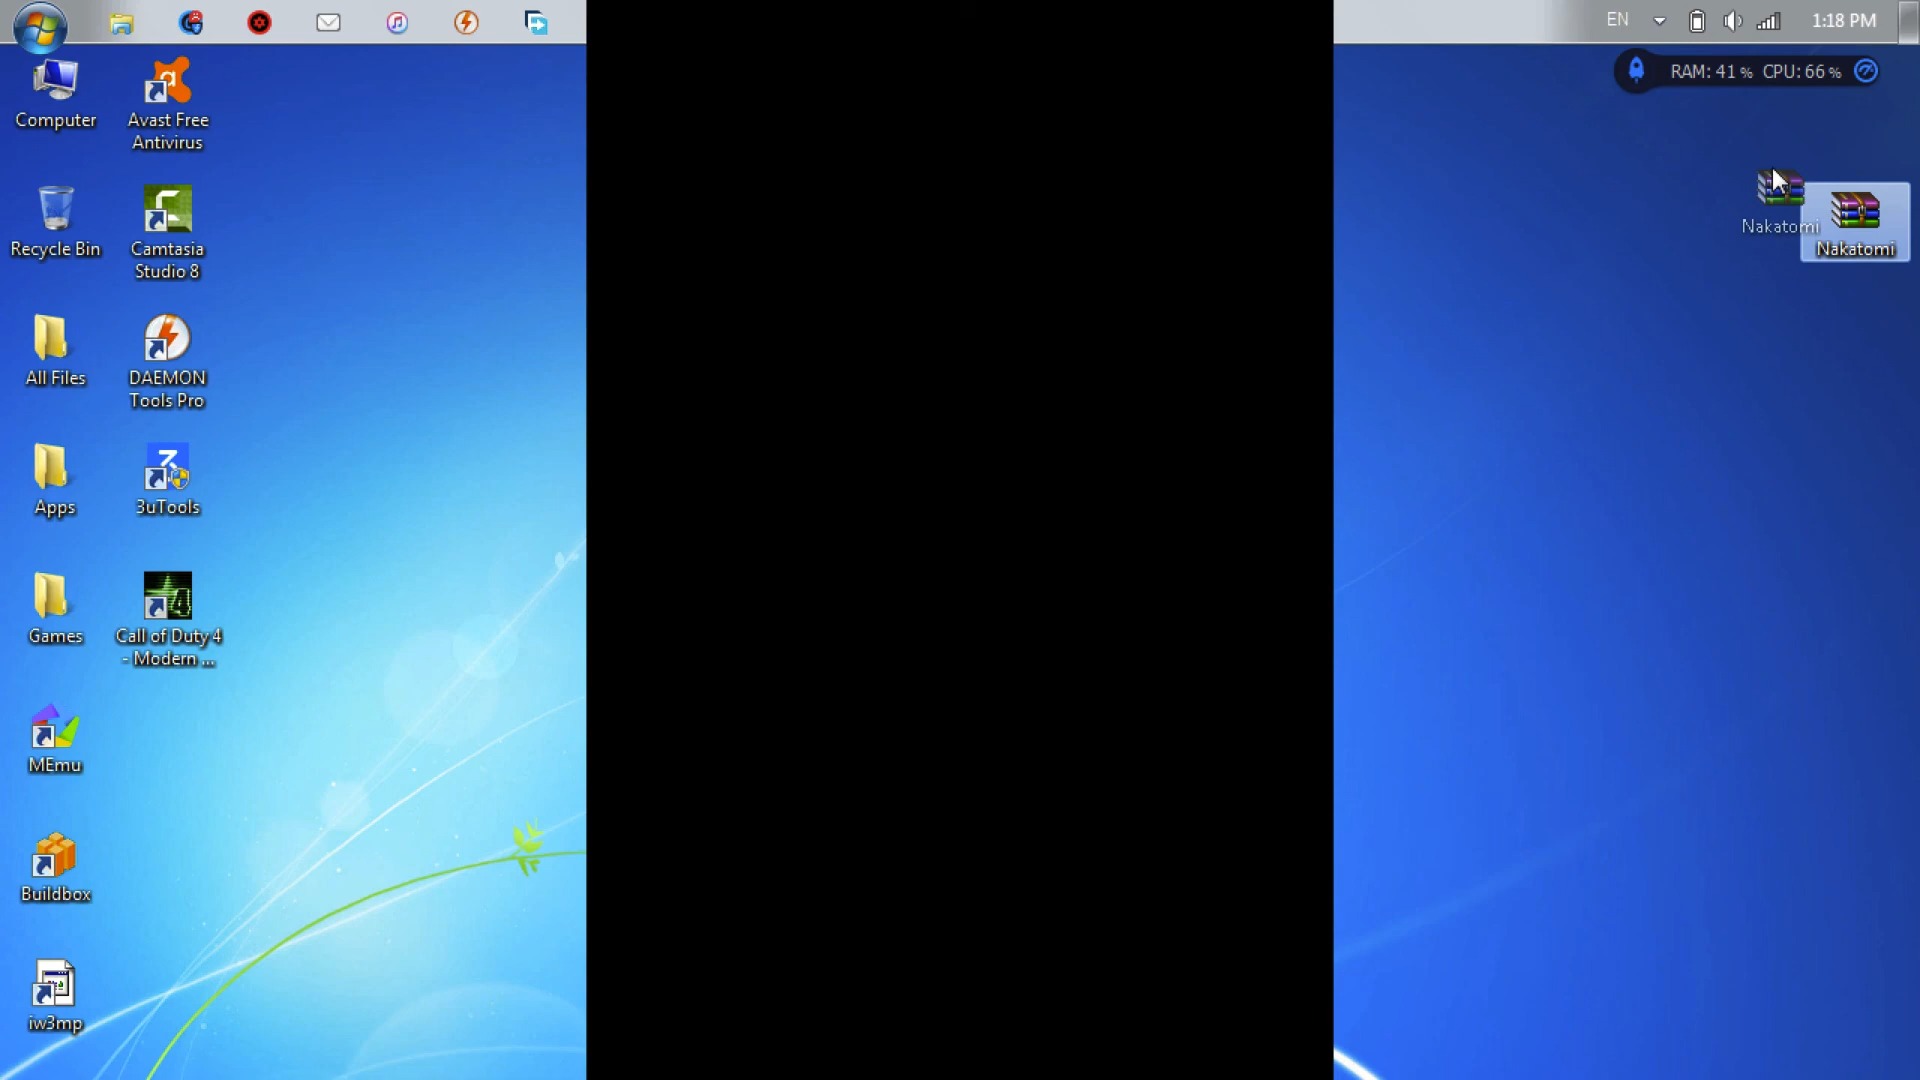 EN
1:18 PM
RAM: 41 % CPU: 66 %
Computer
Avast Free
Antivirus
Nakatomi
Nakatomi
Recycle Bin
Camtasia
Studio 8
All Files
DAEMON
Tools Pro
Apps
3uTools
Games
Call of Duty 4
- Modern ...
MEmu
Buildbox
iw3mp